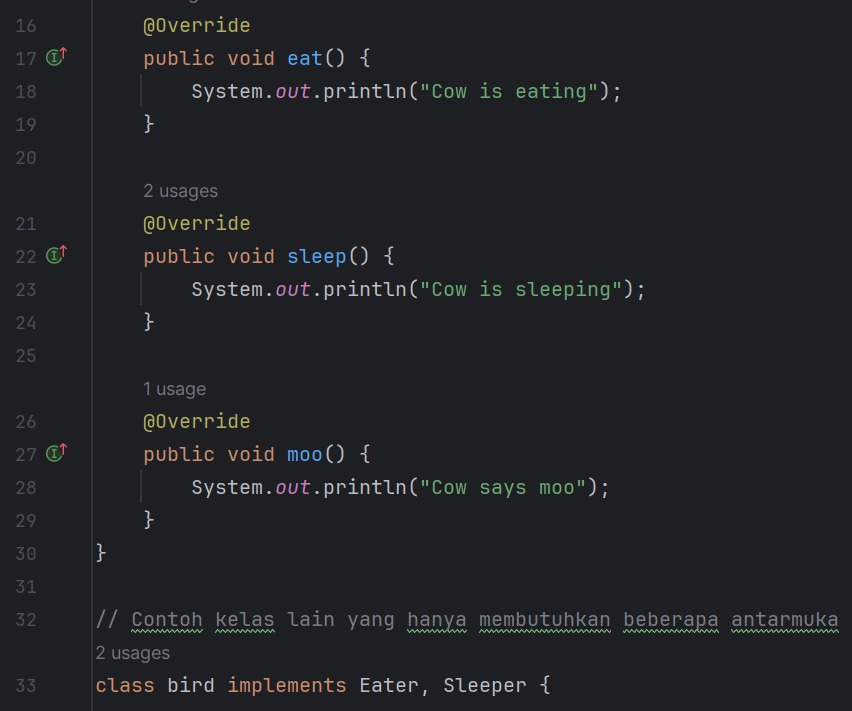 16 @Override
17 public void eat() {
18 System.out.println("Cow is eating");
19 }
20
2 usages
21 @Override
22 public void sleep() {
23 System.out.println("Cow is sleeping");
24 }
25
1 usage
26 @Override
27 public void moo() {
28 System.out.println("Cow says moo");
29 }
30 }
31
32 // Contoh kelas lain yang hanya membutuhkan beberapa antarmuka
2 usages
33 class bird implements Eater, Sleeper {